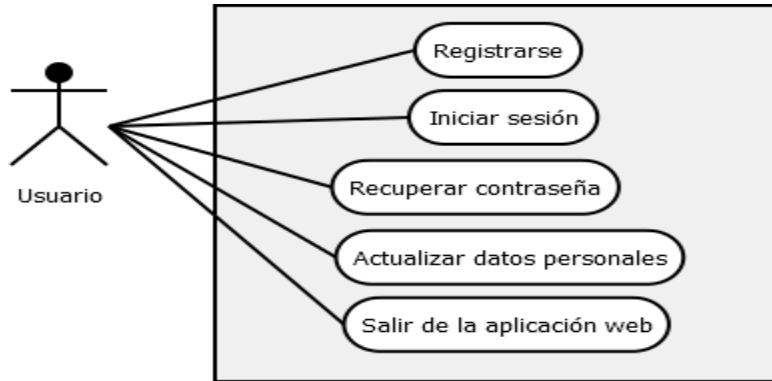 Registrarse
Iniciar sesión
Usuario
Recuperar contraseña
Actualizar datos personales
Salir de la aplicación web